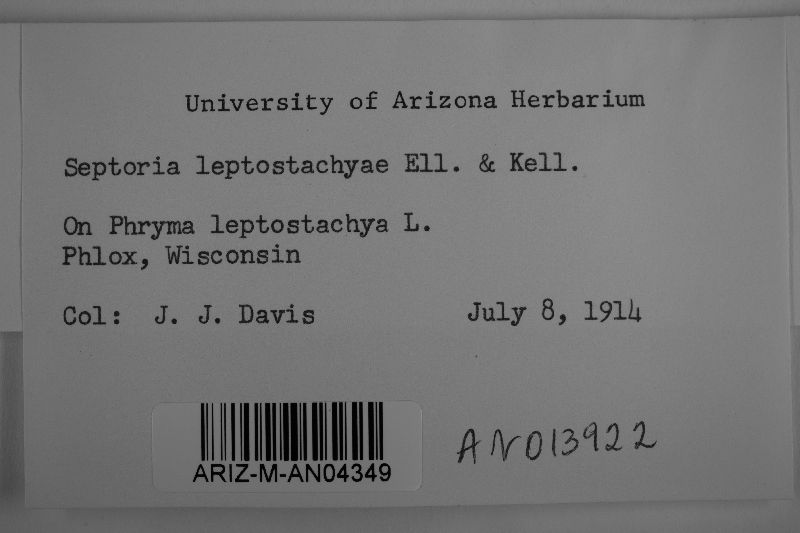 University of Arizona Herbarium
Septoria leptostachyae Ell. & Kell.
On Phryma leptostachya L.
Phlox, Wisconsin
Col: J. J. Davis July 8, 1914
ARIZ-M-AN04349
AN013922